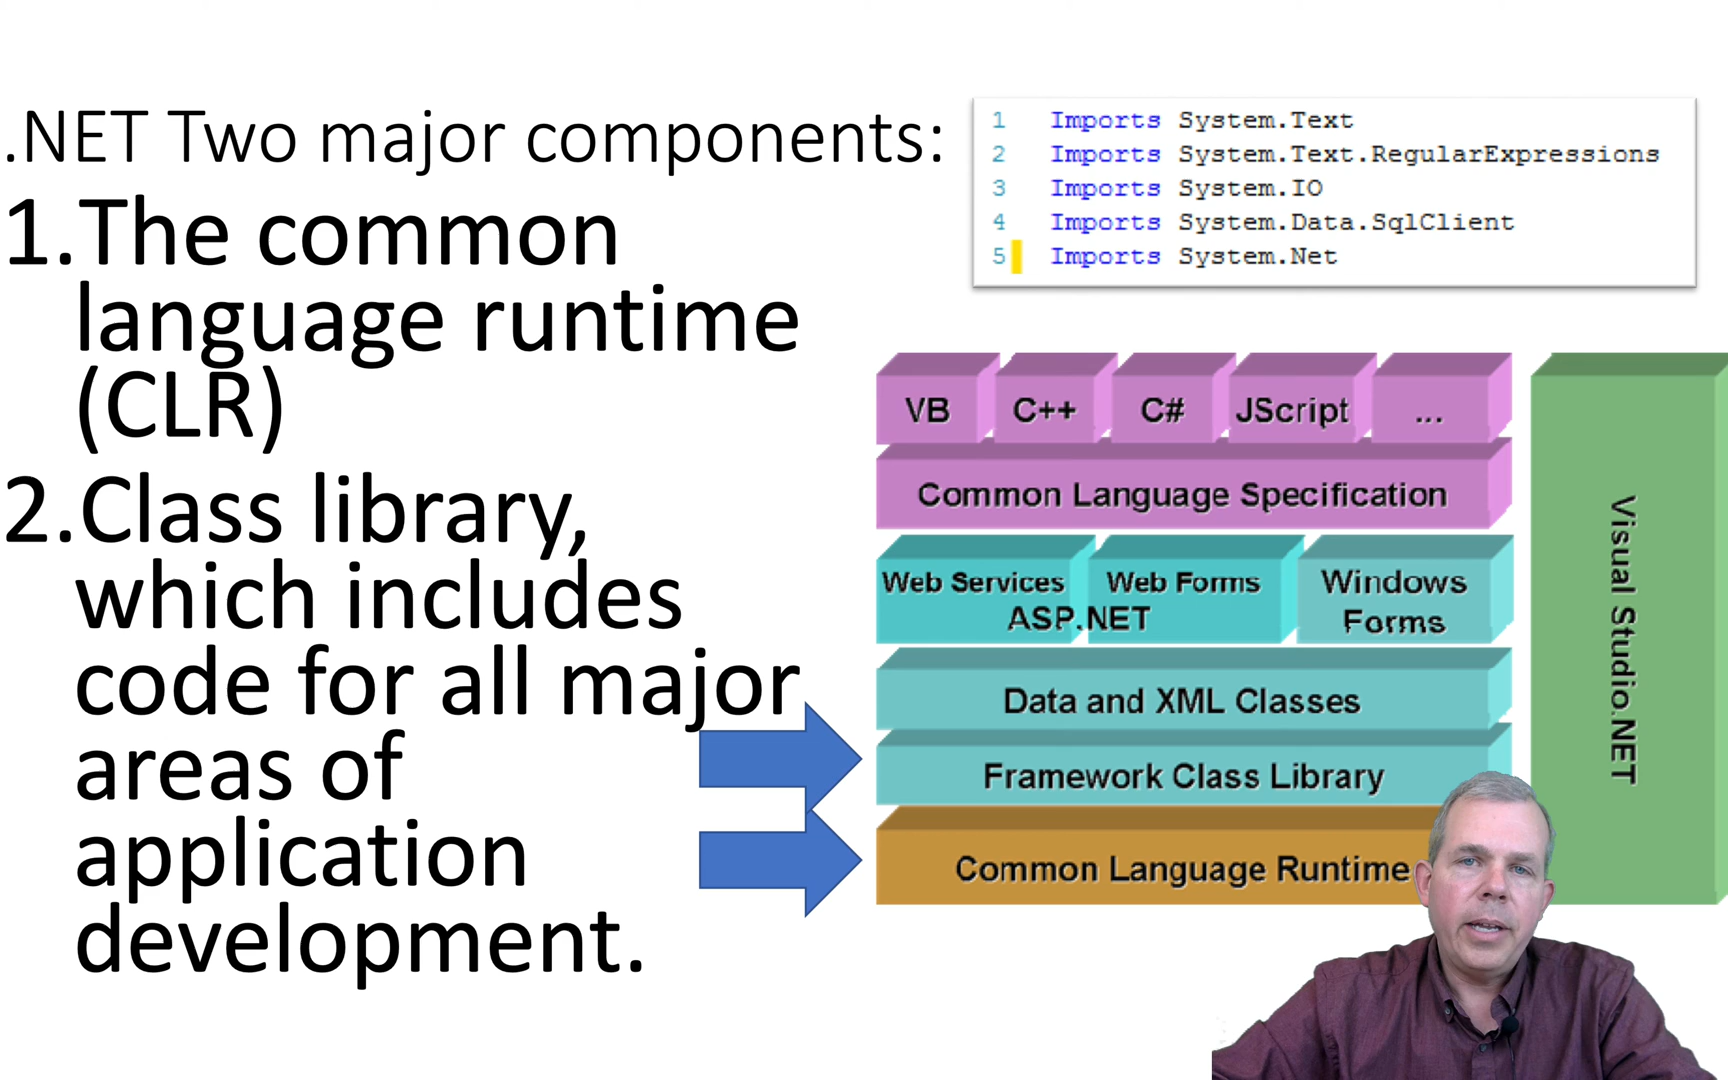 .NET Two major components:
1.The common
language runtime
(CLR)
2.Class library,
which includes
code for all major
areas of
application
development.
1 Imports System.Text
2 Imports System.Text.RegularExpressions
3 Imports System.IO
4 Imports System.Data.SqlClient
5 Imports System.Net
VB C++ C# JScript ...
Common Language Specification
Web Services Web Forms Windows
ASP.NET Forms
Data and XML Classes
Framework Class Library
Common Language Runtime
Visual Studio.NET